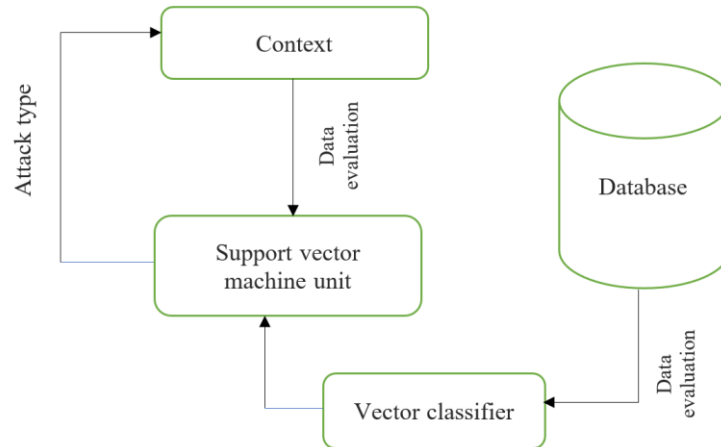 Context
Attack type
Data
evaluation
Database
Support vector
machine unit
Data
evaluation
Vector classifier